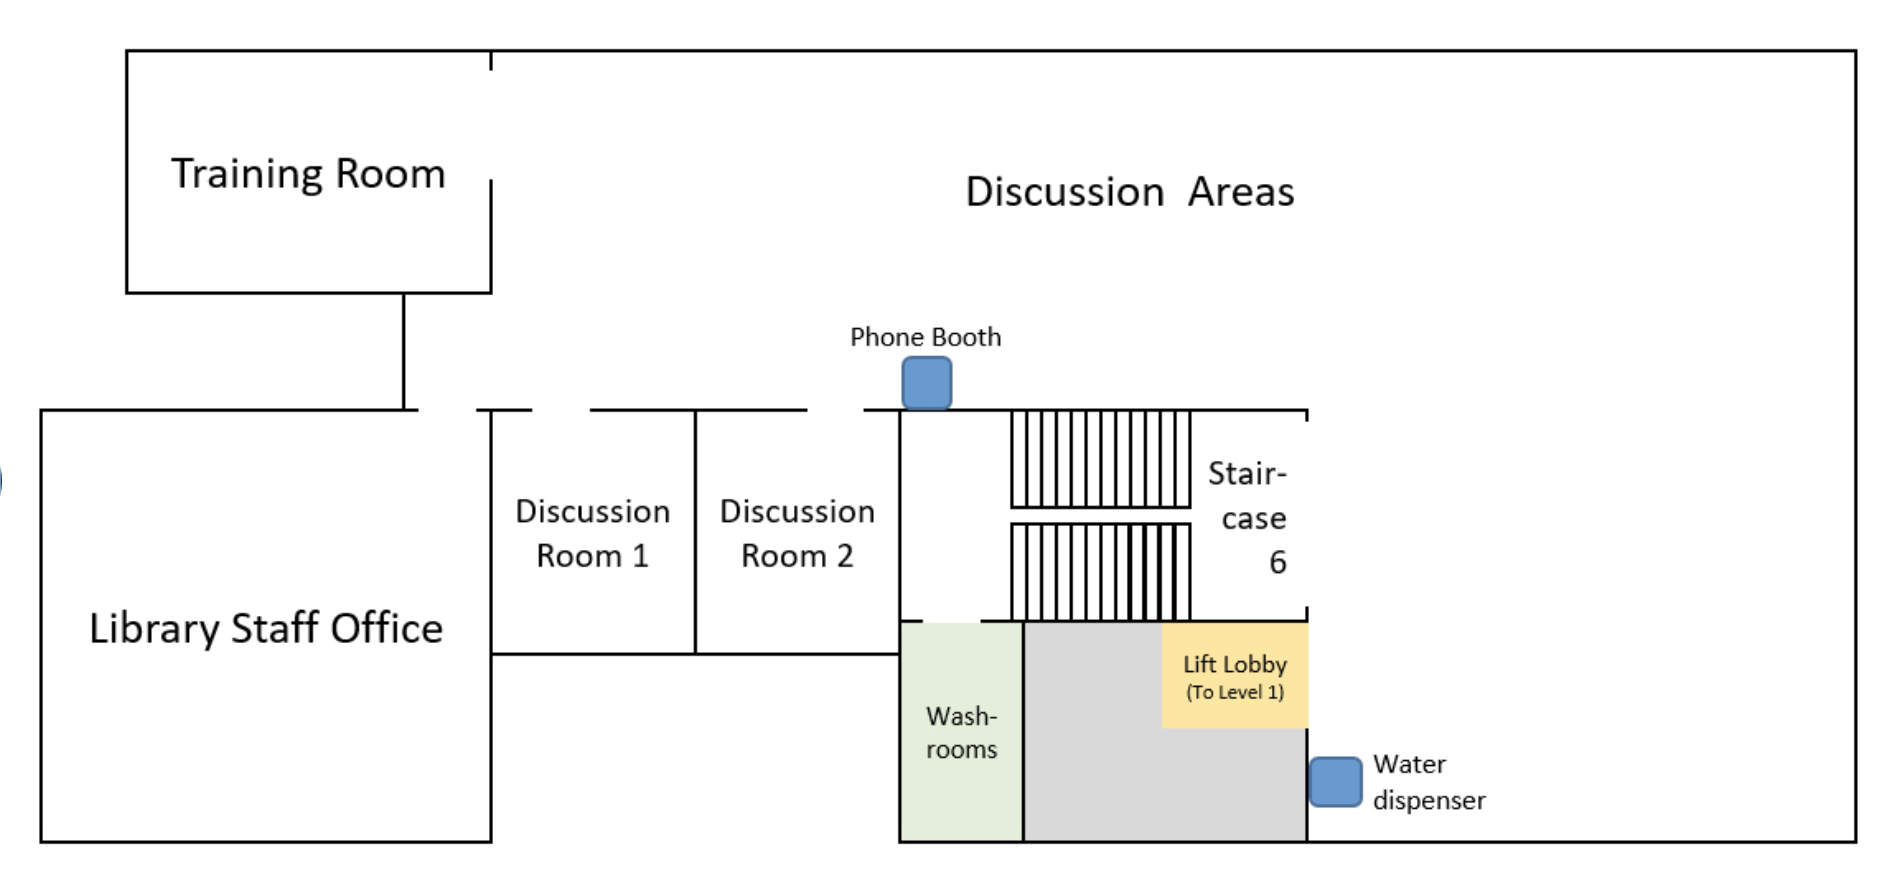 Training Room
Discussion  Areas
Phone Booth
Library Staff Office
Discussion
Room 1
Discussion
Room 2
Stair-
case
6
Lift Lobby
(To Level 1)
Wash-
rooms
Water
dispenser